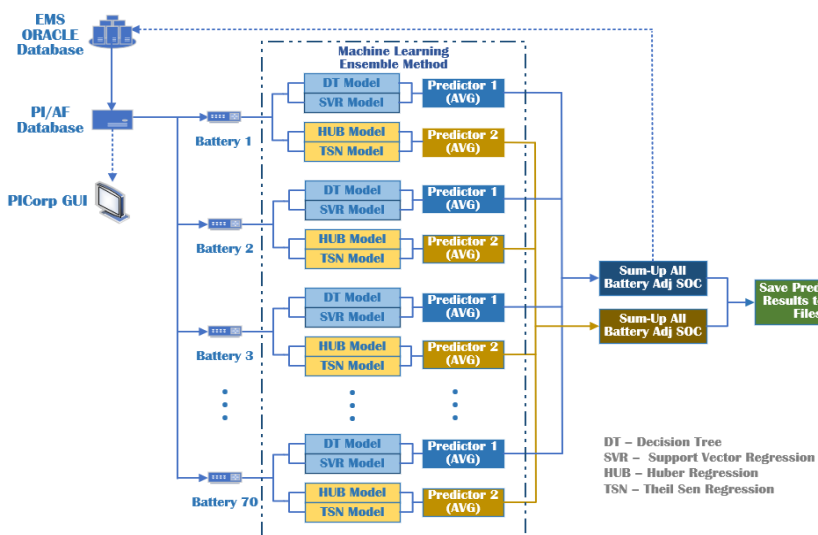 EMS
ORACLE
Database
PI/AF
Database
PICorp GUI
Machine Learning
Ensemble Method
Battery 1
DT Model
SVR Model
Predictor 1
(AVG)
HUB Model
TSN Model
Predictor 2
(AVG)
Battery 2
DT Model
SVR Model
Predictor 1
(AVG)
HUB Model
TSN Model
Predictor 2
(AVG)
Battery 3
DT Model
SVR Model
Predictor 1
(AVG)
HUB Model
TSN Model
Predictor 2
(AVG)
Battery 70
DT Model
SVR Model
Predictor 1
(AVG)
HUB Model
TSN Model
Predictor 2
(AVG)
Sum-Up All
Battery Adj SOC
Sum-Up All
Battery Adj SOC
Save Pred
Results to
Files
DT – Decision Tree
SVR – Support Vector Regression
HUB – Huber Regression
TSN – Theil Sen Regression